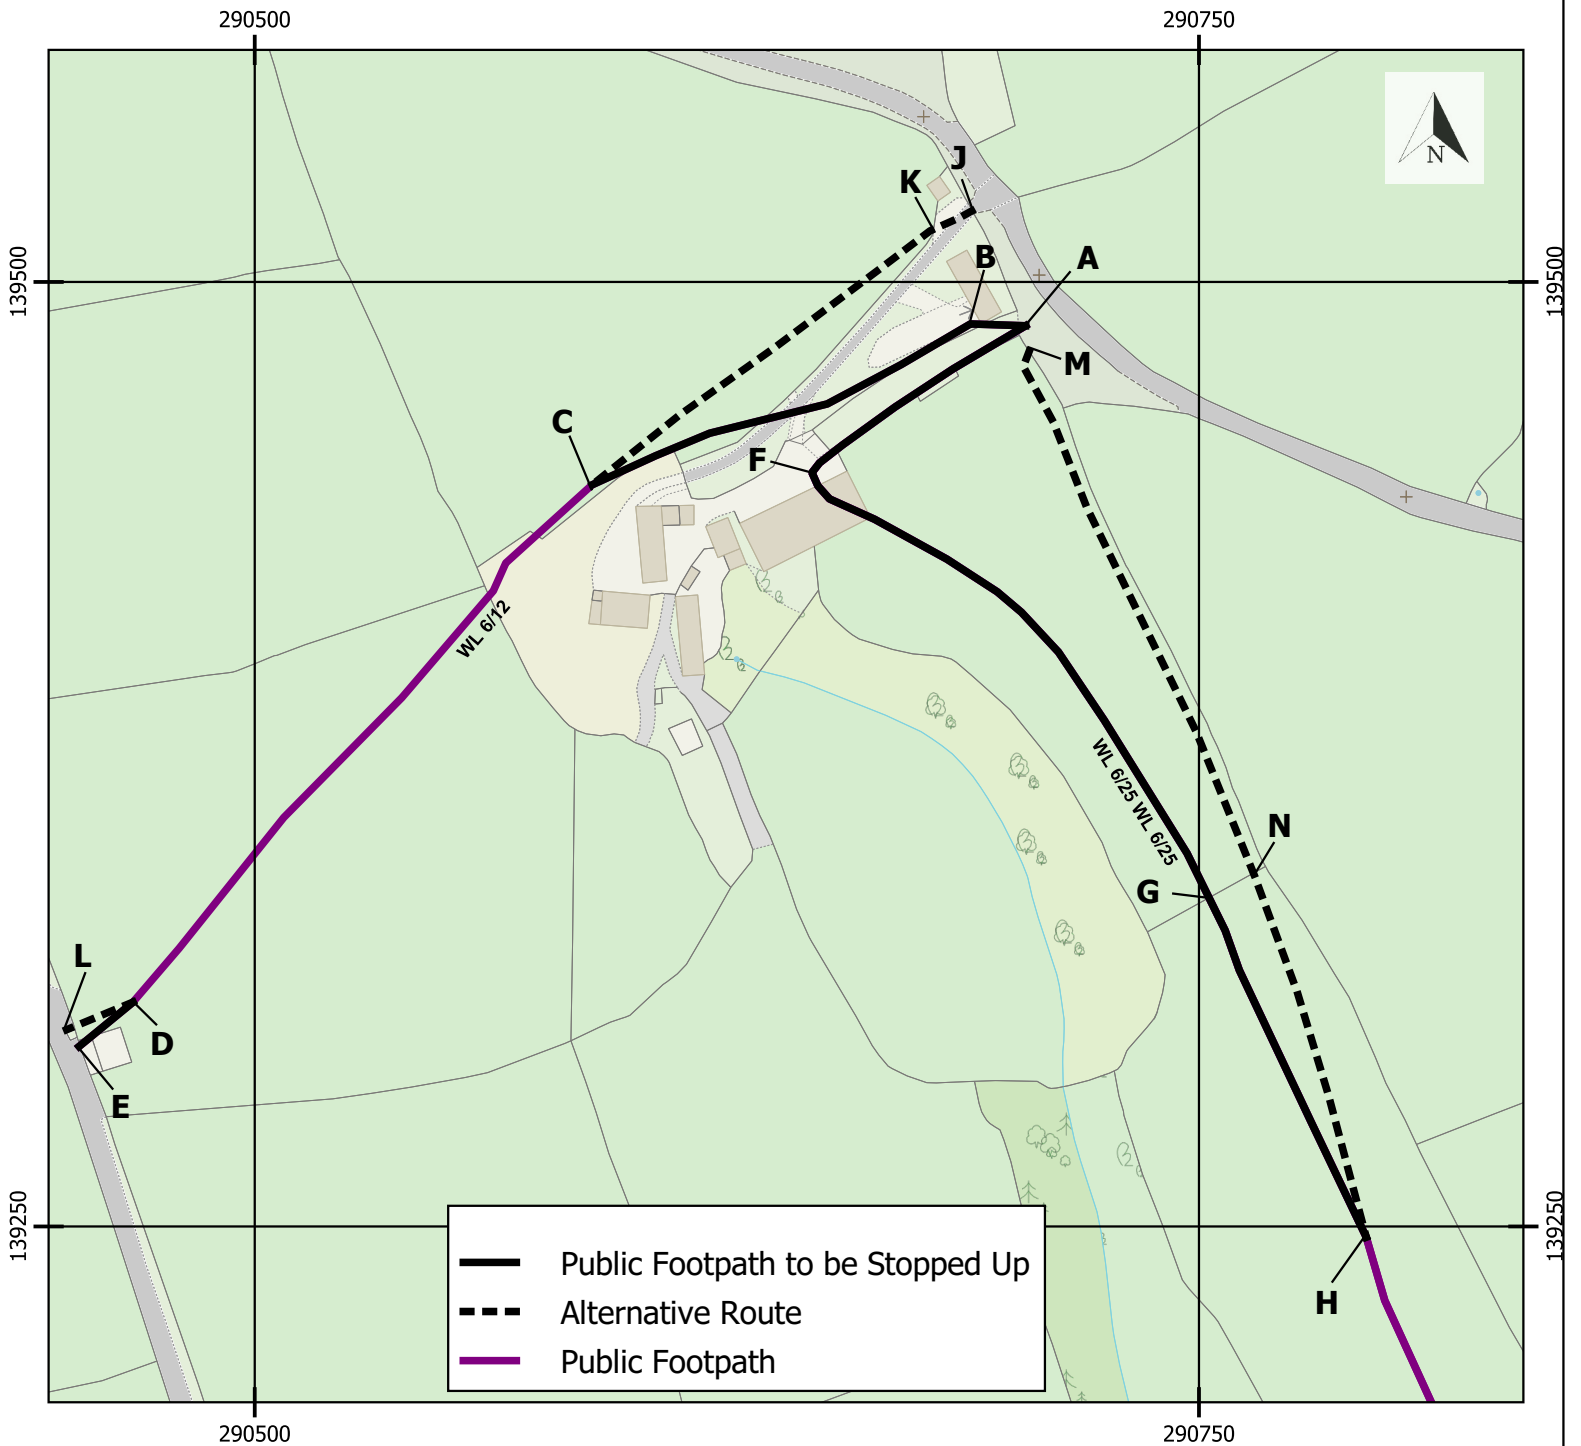 290500
290750
N
J
K
B
A
139500
139500
M
C
F
WL 6/12
WL 6/25 WL 6/25
N
G
L
D
E
139250
139250
H
Public Footpath to be Stopped Up
Alternative Route
Public Footpath
290500
290750